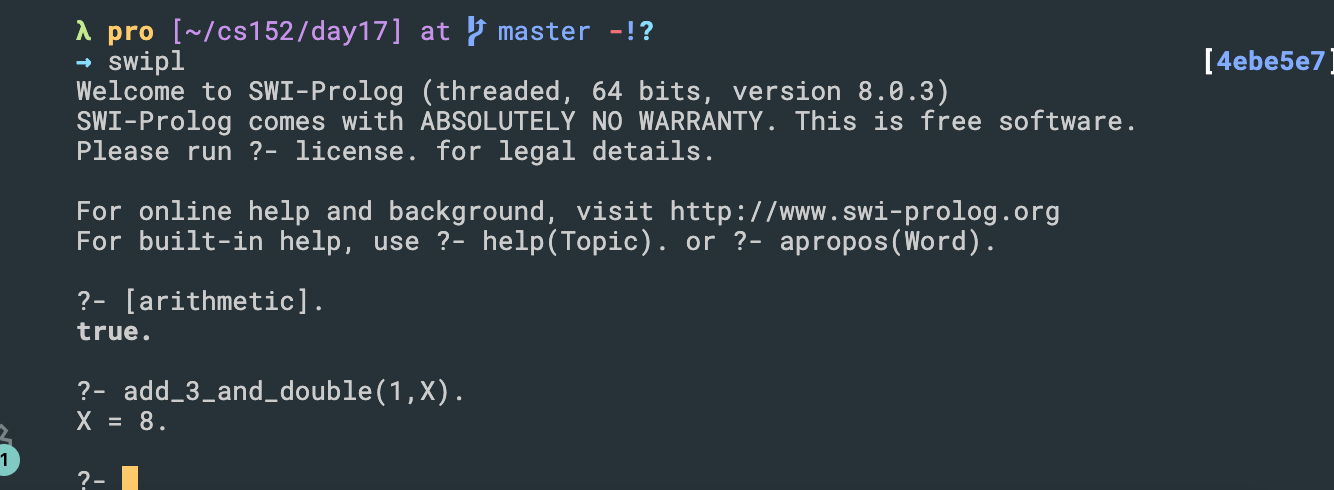 λ pro [~/cs152/day17] at master -!?
→ swipl [4ebe5e7]
Welcome to SWI-Prolog (threaded, 64 bits, version 8.0.3)
SWI-Prolog comes with ABSOLUTELY NO WARRANTY. This is free software.
Please run ?- license. for legal details.
For online help and background, visit http://www.swi-prolog.org
For built-in help, use ?- help(Topic). or ?- apropos(Word).
?- [arithmetic].
true.
?- add_3_and_double(1,X).
X = 8.
1
?-